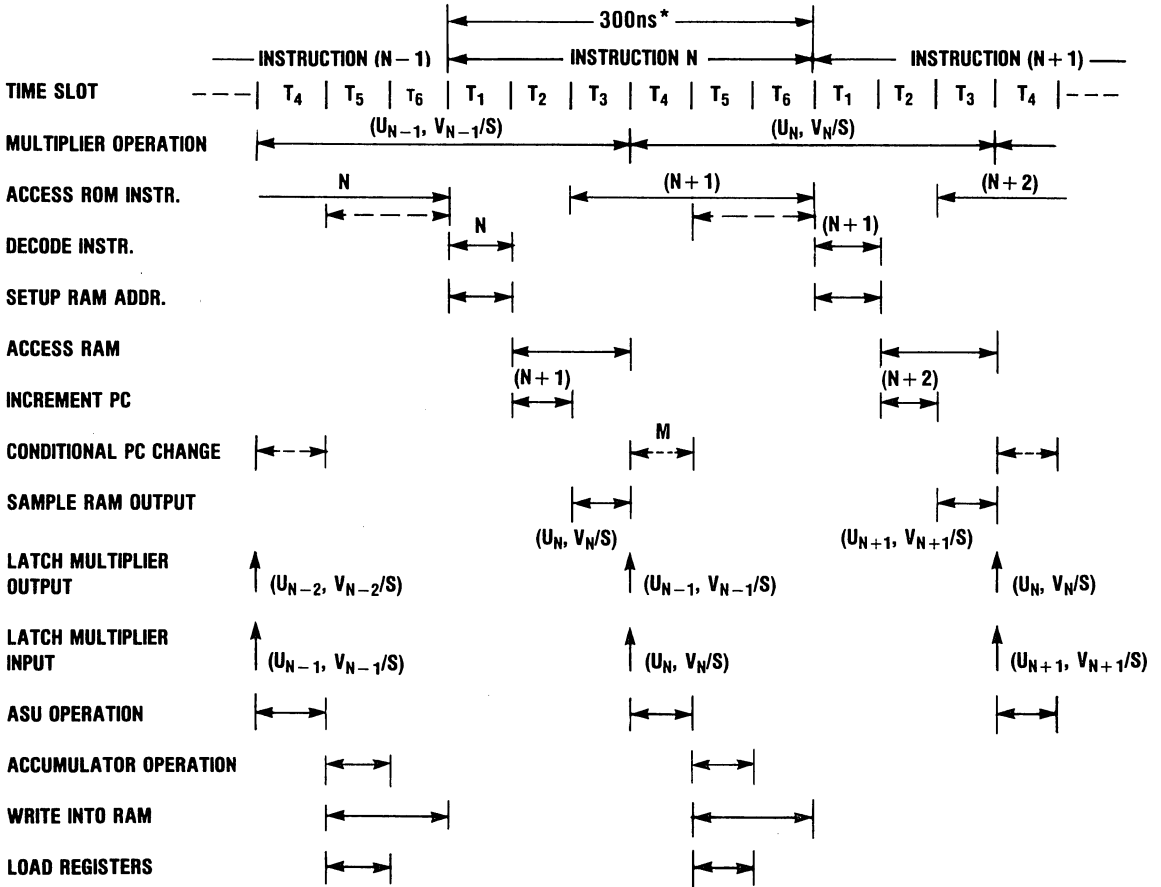 300ns*
INSTRUCTION (N−1) INSTRUCTION N INSTRUCTION (N+1)
TIME SLOT T4 T5 T6 T1 T2 T3 T4 T5 T6 T1 T2 T3 T4
(UN−1, VN−1/S) (UN, VN/S)
MULTIPLIER OPERATION
N (N+1) (N+2)
ACCESS ROM INSTR.
N (N+1)
DECODE INSTR.
SETUP RAM ADDR.
ACCESS RAM
(N+1) (N+2)
INCREMENT PC
M
CONDITIONAL PC CHANGE
SAMPLE RAM OUTPUT
(UN, VN/S) (UN+1, VN+1/S)
LATCH MULTIPLIER
OUTPUT (UN−2, VN−2/S) (UN−1, VN−1/S) (UN, VN/S)
LATCH MULTIPLIER
INPUT (UN−1, VN−1/S) (UN, VN/S) (UN+1, VN+1/S)
ASU OPERATION
ACCUMULATOR OPERATION
WRITE INTO RAM
LOAD REGISTERS